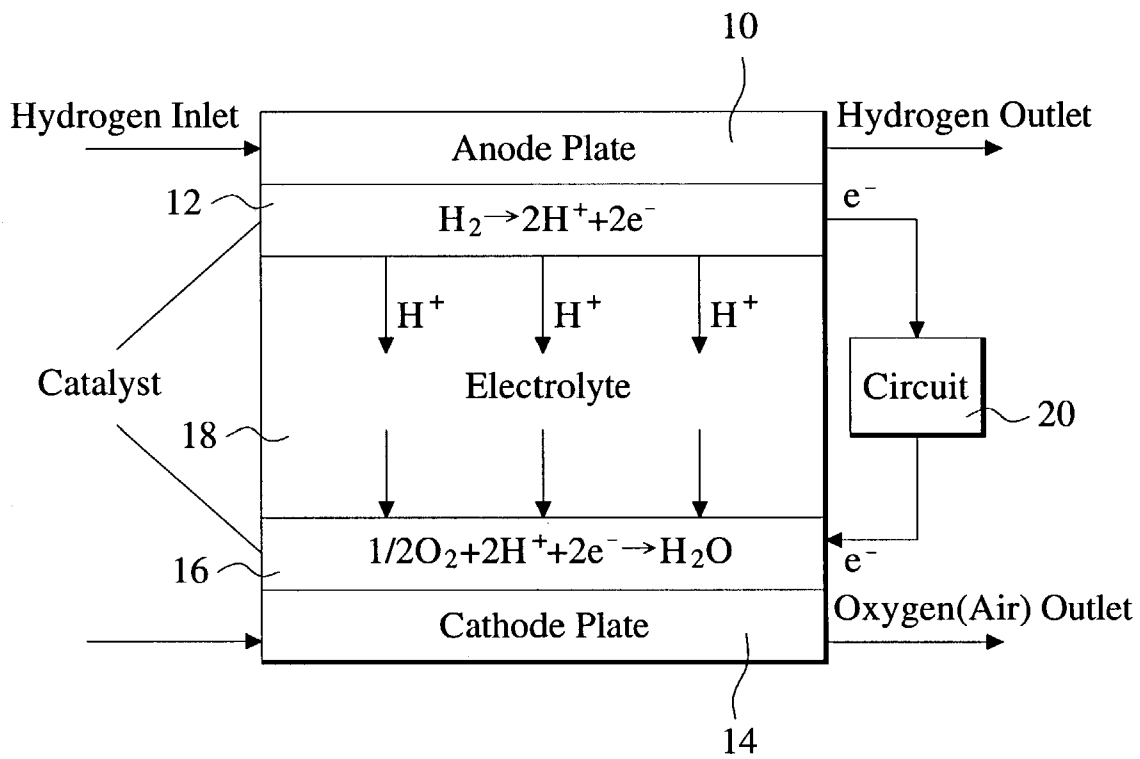 10
Hydrogen Inlet
Hydrogen Outlet
Anode Plate
12
e⁻
H₂→2H⁺+2e⁻
H⁺
H⁺
H⁺
Catalyst
Electrolyte
Circuit
18
20
1/2O₂+2H⁺+2e⁻→H₂O
16
e⁻
Oxygen(Air) Outlet
Cathode Plate
14